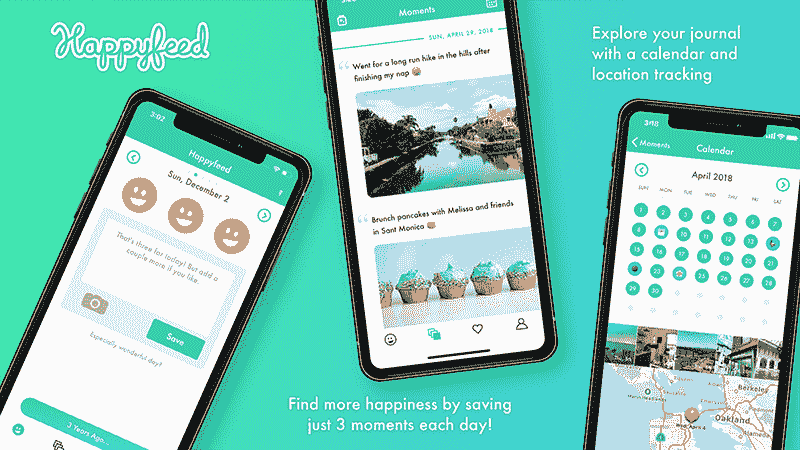 Happyfeed
Explore your journal
with a calendar and
location tracking
3:02
Happyfeed
Sun, December 2
That's three for today! But add a
couple more if you like.
Save
Especially wonderful day?
3 Years Ago...
Moments
SUN, APRIL 29, 2018
Went for a long run hike in the hills after
finishing my nap
Brunch pancakes with Melissa and friends
in Sant Monica
3:18
Moments
Calendar
April 2018
SUN MON TUE WED THU FRI SAT
1 2 3 4 5 6 7
8 10 11 12 13
15 16 17 18 19 20 21
23 25 26 27 28
29 30
Berkeley
Oakland
Alameda
Wed, April 4
Find more happiness by saving
just 3 moments each day!